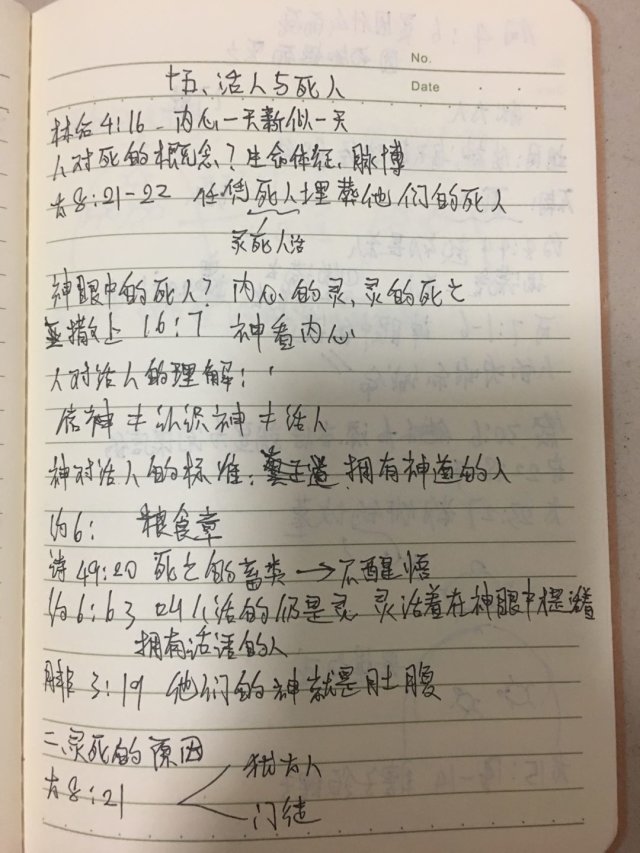 No.
Date
十五、活人与死人
林后4:16 - 内心一天新似一天
人对死的概念？生命体征、脉博
太8:21-22 任凭死人埋葬他们的死人
灵死人活
神眼中的死人？内心的灵、灵的死亡
撒上 16:7 神看内心
人对活人的理解：
信神≠认识神≠活人
神对活人的标准：拥有神道的人
约6： 粮食章
诗49:20 死亡的畜类→不醒悟
约6:63 叫人活的仍是灵 灵活着在神眼中是活着
拥有活话的人
腓 3:19 他们的神就是肚腹
二、灵死的原因
太8:21
犹太人
门徒